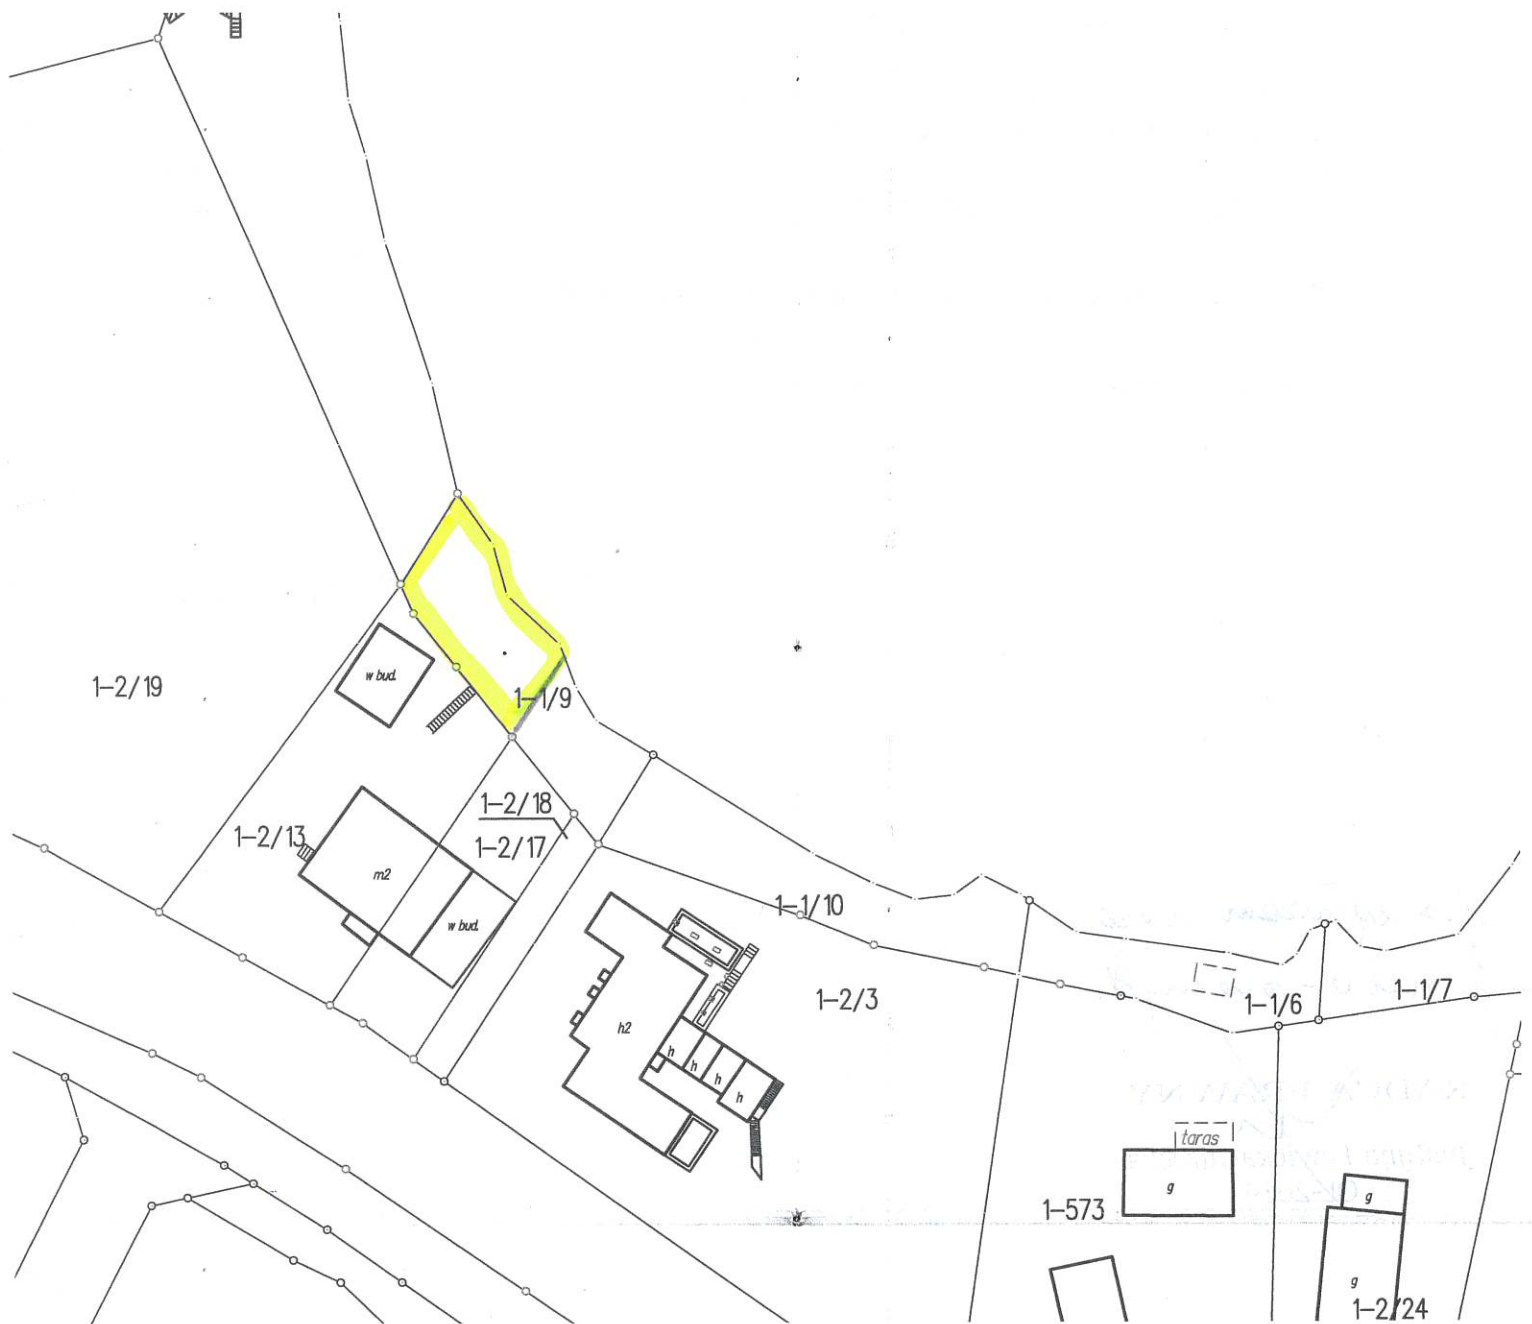 1-2/19
w bud.
1-1/9
1-2/18
1-2/13
1-2/17
m2
w bud.
1-1/10
1-2/3
1-1/6
1-1/7
h2
h
h
h
h
taras
g
1-573
g
g
1-2/24